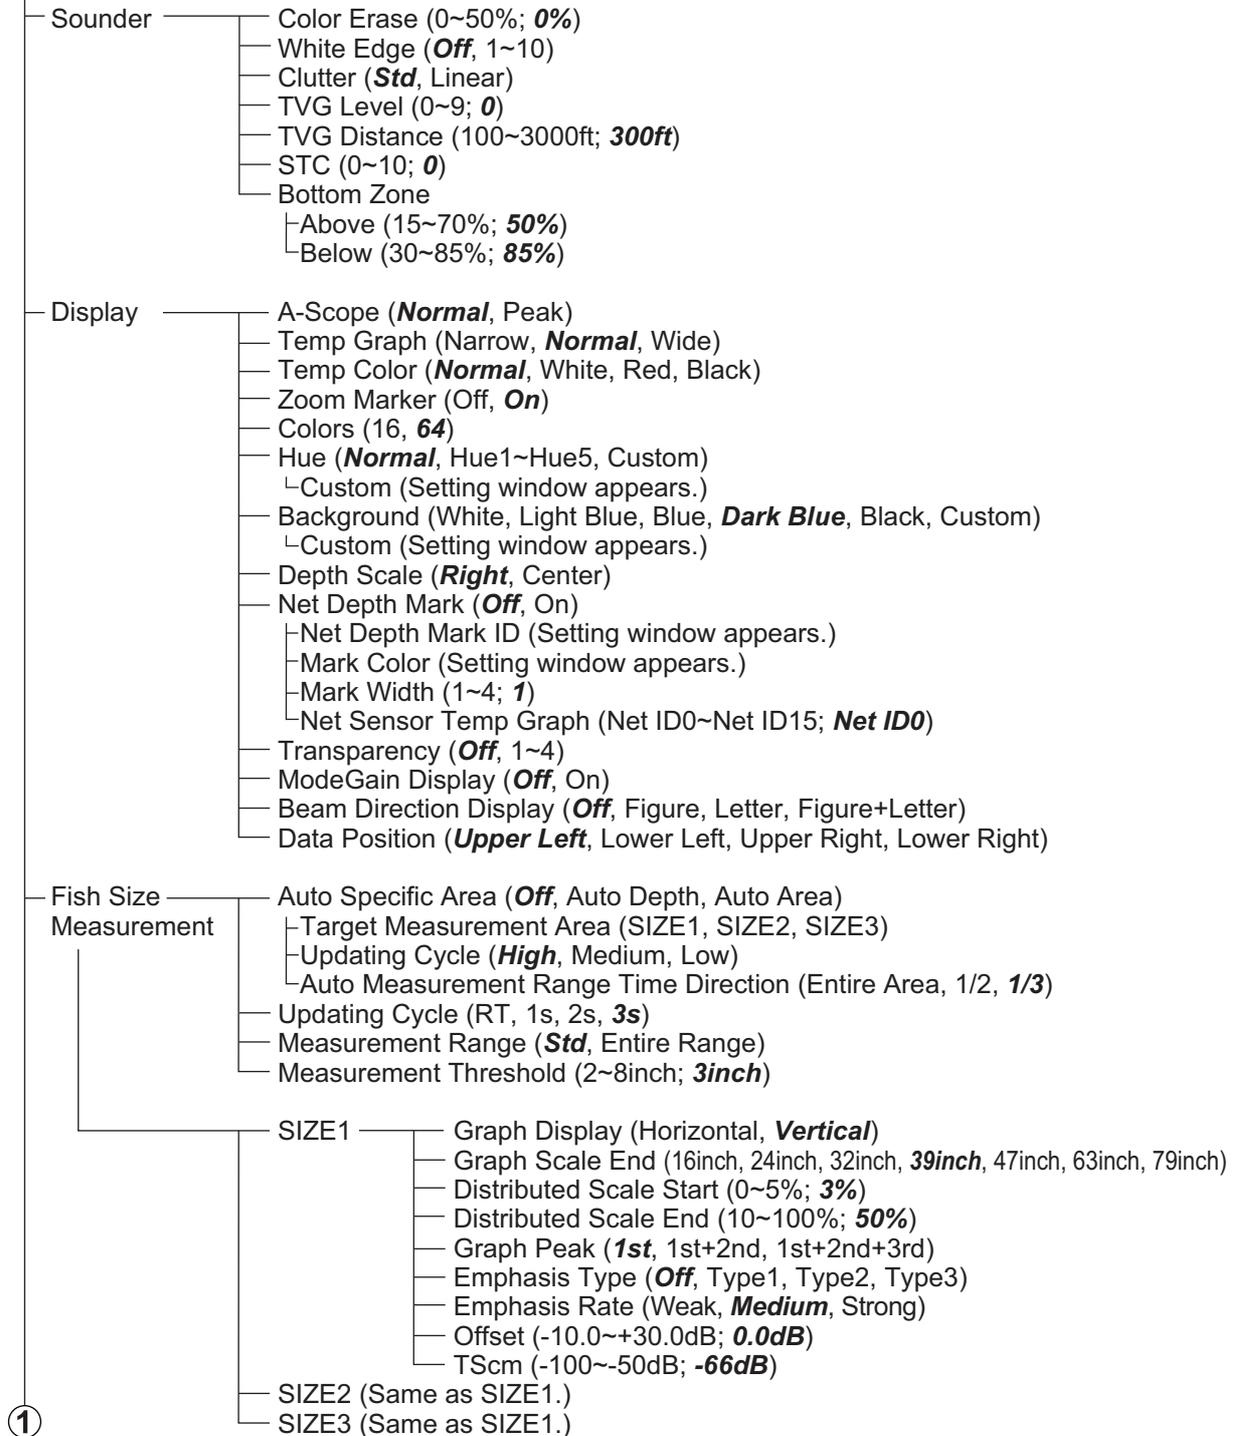 Sounder Color Erase (0~50%; 0%)
White Edge (Off, 1~10)
Clutter (Std, Linear)
TVG Level (0~9; 0)
TVG Distance (100~3000ft; 300ft)
STC (0~10; 0)
Bottom Zone
Above (15~70%; 50%)
Below (30~85%; 85%)
Display A-Scope (Normal, Peak)
Temp Graph (Narrow, Normal, Wide)
Temp Color (Normal, White, Red, Black)
Zoom Marker (Off, On)
Colors (16, 64)
Hue (Normal, Hue1~Hue5, Custom)
Custom (Setting window appears.)
Background (White, Light Blue, Blue, Dark Blue, Black, Custom)
Custom (Setting window appears.)
Depth Scale (Right, Center)
Net Depth Mark (Off, On)
Net Depth Mark ID (Setting window appears.)
Mark Color (Setting window appears.)
Mark Width (1~4; 1)
Net Sensor Temp Graph (Net ID0~Net ID15; Net ID0)
Transparency (Off, 1~4)
ModeGain Display (Off, On)
Beam Direction Display (Off, Figure, Letter, Figure+Letter)
Data Position (Upper Left, Lower Left, Upper Right, Lower Right)
Fish Size Auto Specific Area (Off, Auto Depth, Auto Area)
Measurement Target Measurement Area (SIZE1, SIZE2, SIZE3)
Updating Cycle (High, Medium, Low)
Auto Measurement Range Time Direction (Entire Area, 1/2, 1/3)
Updating Cycle (RT, 1s, 2s, 3s)
Measurement Range (Std, Entire Range)
Measurement Threshold (2~8inch; 3inch)
SIZE1 Graph Display (Horizontal, Vertical)
Graph Scale End (16inch, 24inch, 32inch, 39inch, 47inch, 63inch, 79inch)
Distributed Scale Start (0~5%; 3%)
Distributed Scale End (10~100%; 50%)
Graph Peak (1st, 1st+2nd, 1st+2nd+3rd)
Emphasis Type (Off, Type1, Type2, Type3)
Emphasis Rate (Weak, Medium, Strong)
Offset (-10.0~+30.0dB; 0.0dB)
TScm (-100~-50dB; -66dB)
SIZE2 (Same as SIZE1.)
① SIZE3 (Same as SIZE1.)